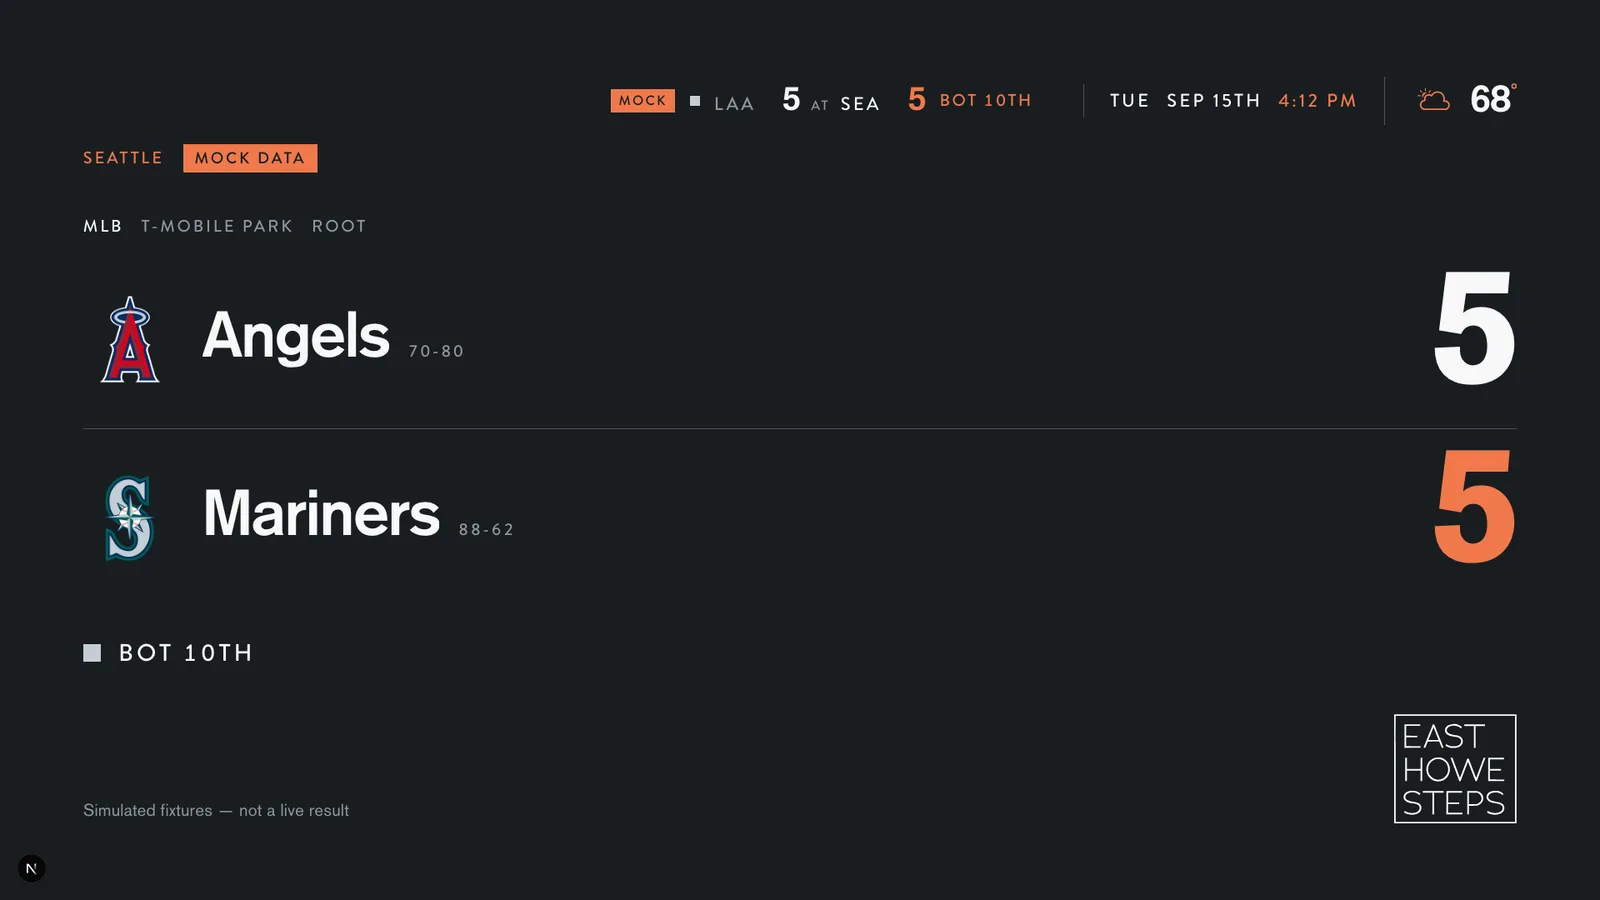 MOCK LAA 5 AT SEA 5 BOT 10TH TUE SEP 15TH 4:12 PM 68°
SEATTLE MOCK DATA
MLB T-MOBILE PARK ROOT
A Angels 70-80 5
S Mariners 88-62 5
BOT 10TH
EAST
HOWE
STEPS
Simulated fixtures — not a live result
N